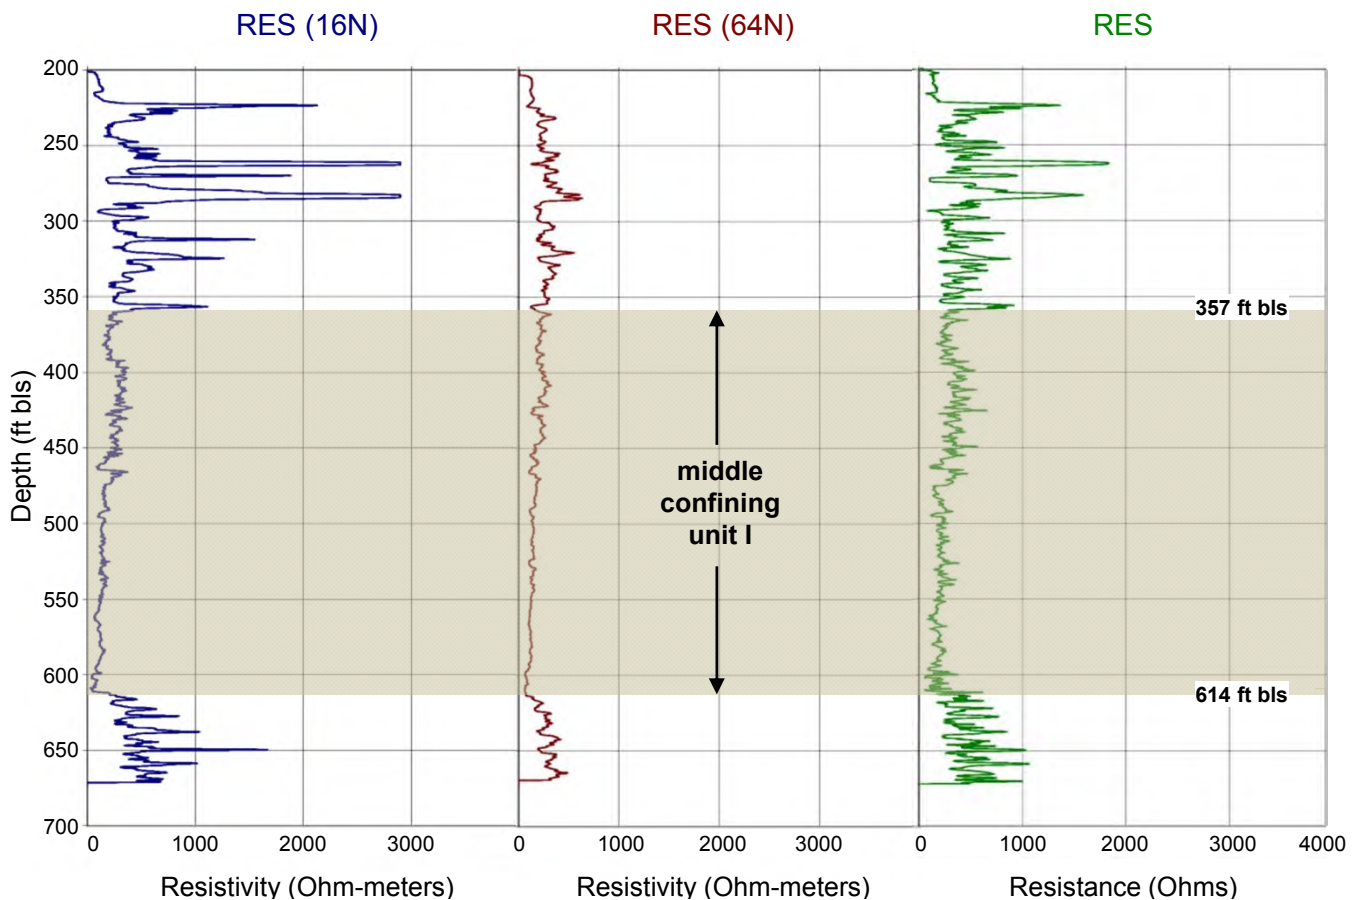 RES (16N)
RES (64N)
RES
200
250
300
350
400
450
500
550
600
650
700
Depth (ft bls)
357 ft bls
middle
confining
unit I
614 ft bls
0 1000 2000 3000
0 1000 2000 3000
0 1000 2000 3000 4000
Resistivity (Ohm-meters)
Resistivity (Ohm-meters)
Resistance (Ohms)